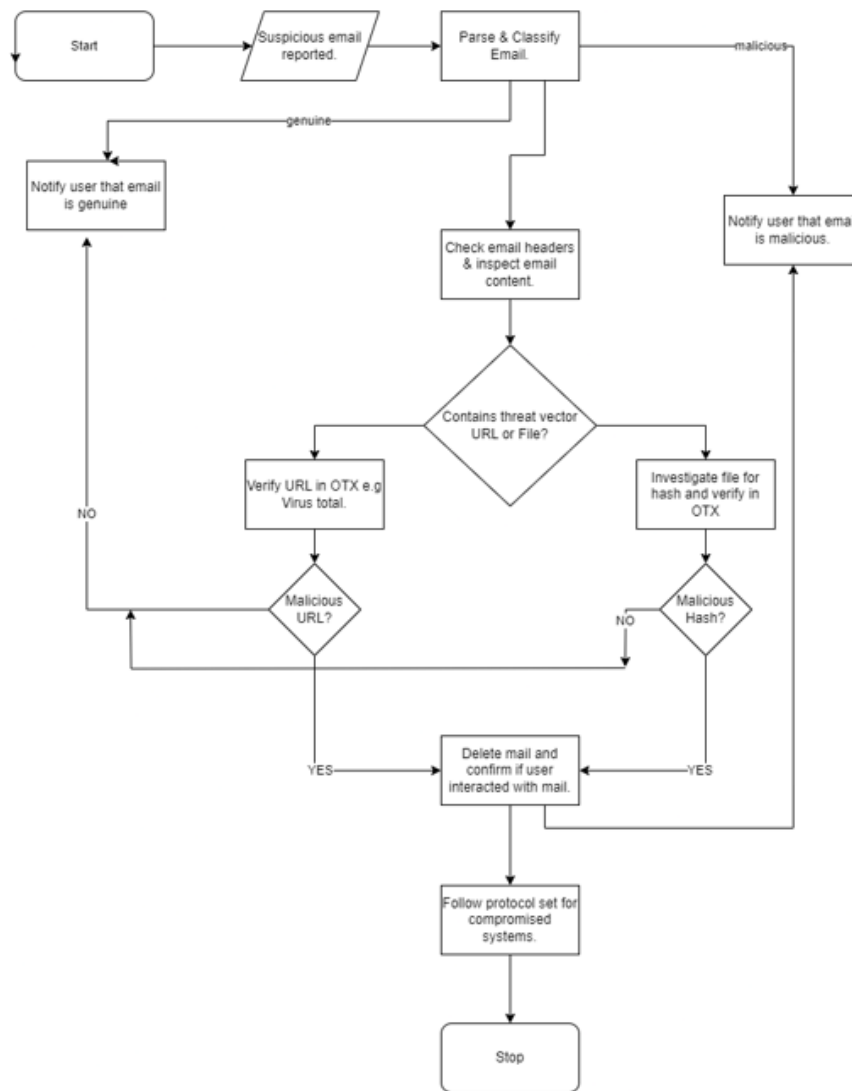 Start
Suspicious email
reported.
Parse & Classify
Email.
malicious
genuine
Notify user that email
is genuine
Notify user that email
is malicious.
Check email headers
& inspect email
content.
Contains threat vector
URL or File?
Verify URL in OTX e.g
Virus total.
Investigate file for
hash and verify in
OTX
NO
Malicious
URL?
NO
Malicious
Hash?
YES
Delete mail and
confirm if user
interacted with mail.
YES
Follow protocol set for
compromised
systems.
Stop